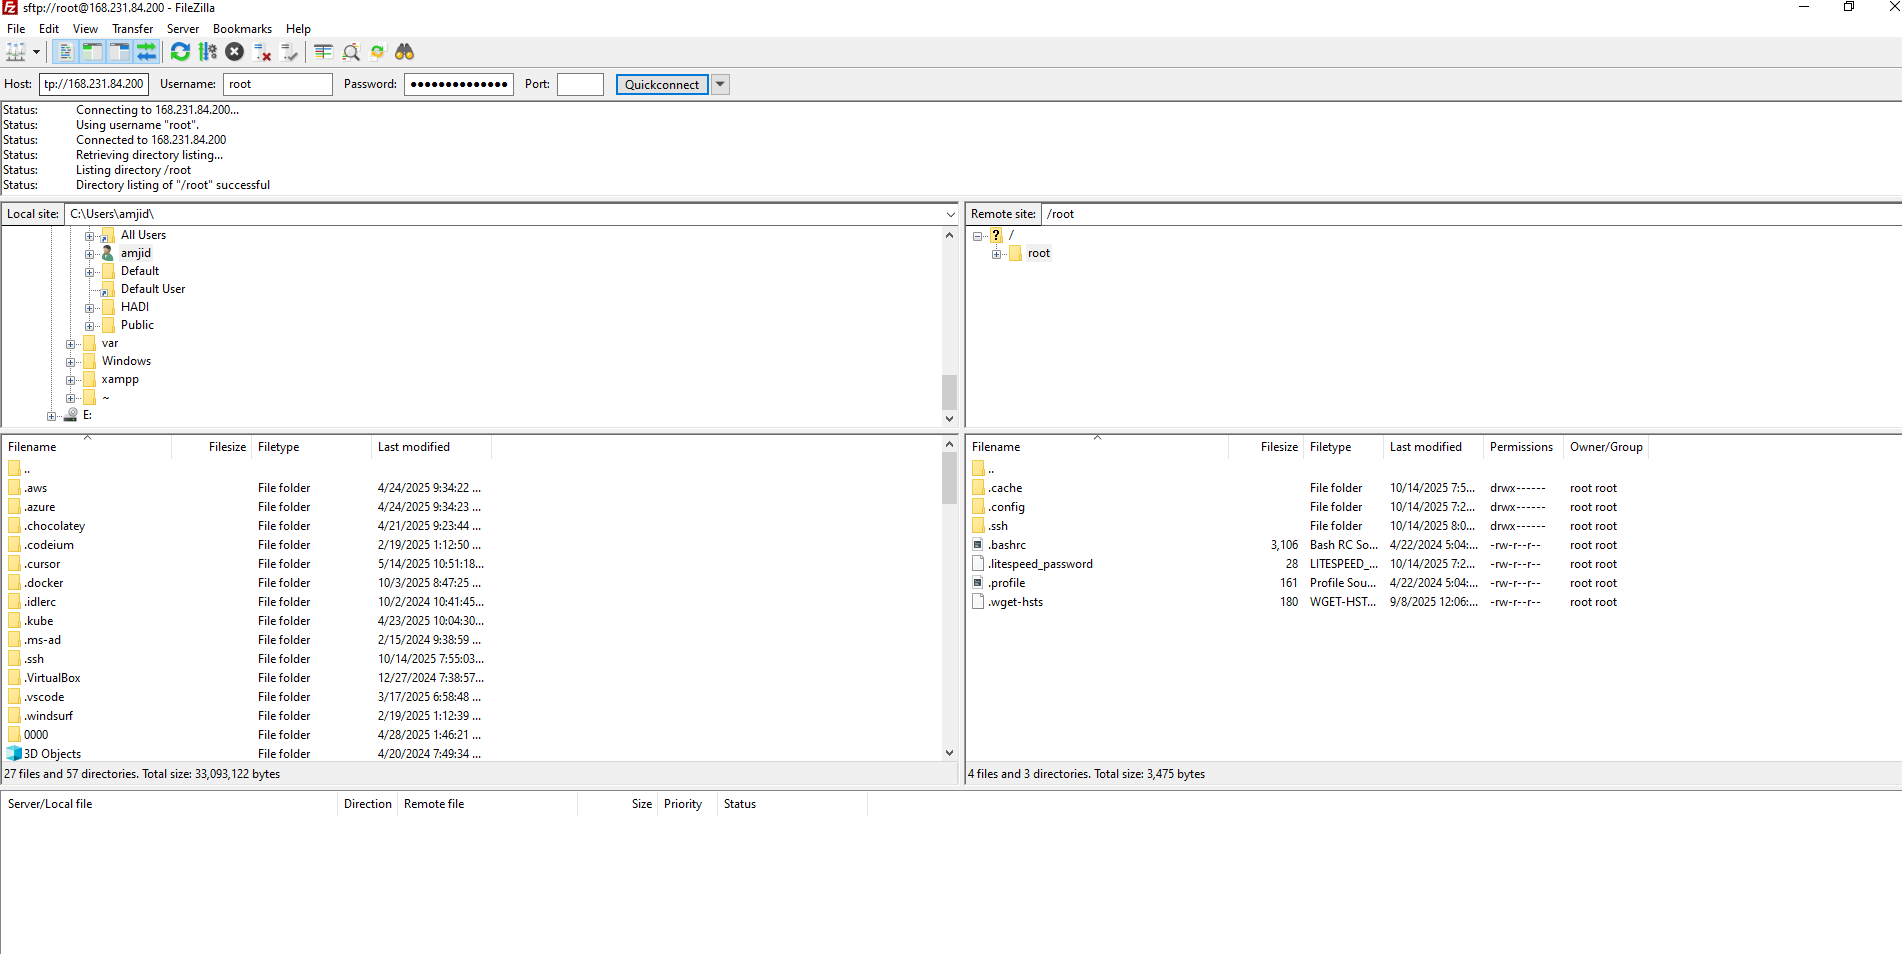 sftp://root@168.231.84.200 - FileZilla
File Edit View Transfer Server Bookmarks Help
Host: tp://168.231.84.200 Username: root Password: ●●●●●●●●●●●●●● Port: Quickconnect
Status: Connecting to 168.231.84.200...
Status: Using username "root".
Status: Connected to 168.231.84.200
Status: Retrieving directory listing...
Status: Listing directory /root
Status: Directory listing of "/root" successful
Local site: C:\Users\amjid\
All Users
amjid
Default
Default User
HADI
Public
var
Windows
xampp
~
E:
Remote site: /root
? /
root
Filename Filesize Filetype Last modified
..
.aws File folder 4/24/2025 9:34:22 ...
.azure File folder 4/24/2025 9:34:23 ...
.chocolatey File folder 4/21/2025 9:23:44 ...
.codeium File folder 2/19/2025 1:12:50 ...
.cursor File folder 5/14/2025 10:51:18...
.docker File folder 10/3/2025 8:47:25 ...
.idlerc File folder 10/2/2024 10:41:45...
.kube File folder 4/23/2025 10:04:30...
.ms-ad File folder 2/15/2024 9:38:59 ...
.ssh File folder 10/14/2025 7:55:03...
.VirtualBox File folder 12/27/2024 7:38:57...
.vscode File folder 3/17/2025 6:58:48 ...
.windsurf File folder 2/19/2025 1:12:39 ...
0000 File folder 4/28/2025 1:46:21 ...
3D Objects File folder 4/20/2024 7:49:34 ...
27 files and 57 directories. Total size: 33,093,122 bytes
Filename Filesize Filetype Last modified Permissions Owner/Group
..
.cache File folder 10/14/2025 7:5... drwx------ root root
.config File folder 10/14/2025 7:2... drwx------ root root
.ssh File folder 10/14/2025 8:0... drwx------ root root
.bashrc 3,106 Bash RC So... 4/22/2024 5:04:... -rw-r--r-- root root
.litespeed_password 28 LITESPEED_... 10/14/2025 7:2... -rw-r--r-- root root
.profile 161 Profile Sou... 4/22/2024 5:04:... -rw-r--r-- root root
.wget-hsts 180 WGET-HST... 9/8/2025 12:06:... -rw-r--r-- root root
4 files and 3 directories. Total size: 3,475 bytes
Server/Local file Direction Remote file Size Priority Status